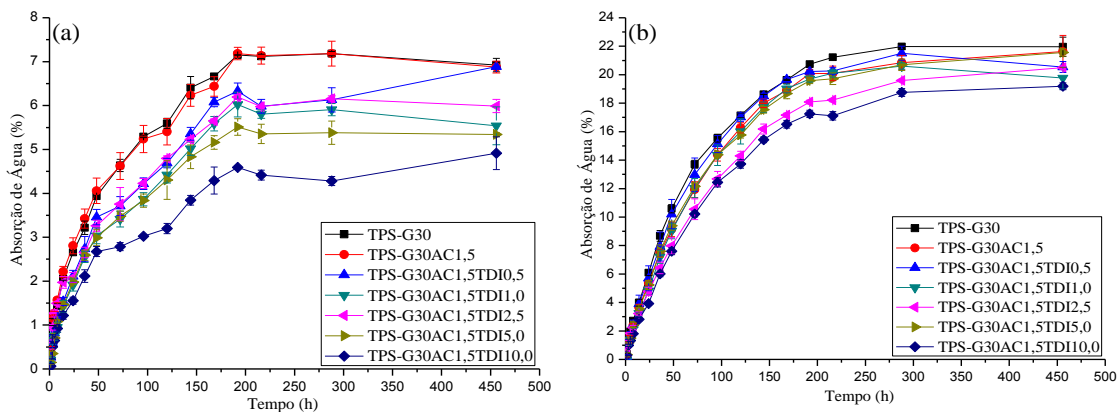 (a)
8
7
6
5
4
3
2
1
0
Absorção de Água (%)
0 50 100 150 200 250 300 350 400 450 500
Tempo (h)
TPS-G30
TPS-G30AC1,5
TPS-G30AC1,5TDI0,5
TPS-G30AC1,5TDI1,0
TPS-G30AC1,5TDI2,5
TPS-G30AC1,5TDI5,0
TPS-G30AC1,5TDI10,0
(b)
24
22
20
18
16
14
12
10
8
6
4
2
0
Absorção de Água (%)
0 50 100 150 200 250 300 350 400 450 500
Tempo (h)
TPS-G30
TPS-G30AC1,5
TPS-G30AC1,5TDI0,5
TPS-G30AC1,5TDI1,0
TPS-G30AC1,5TDI2,5
TPS-G30AC1,5TDI5,0
TPS-G30AC1,5TDI10,0